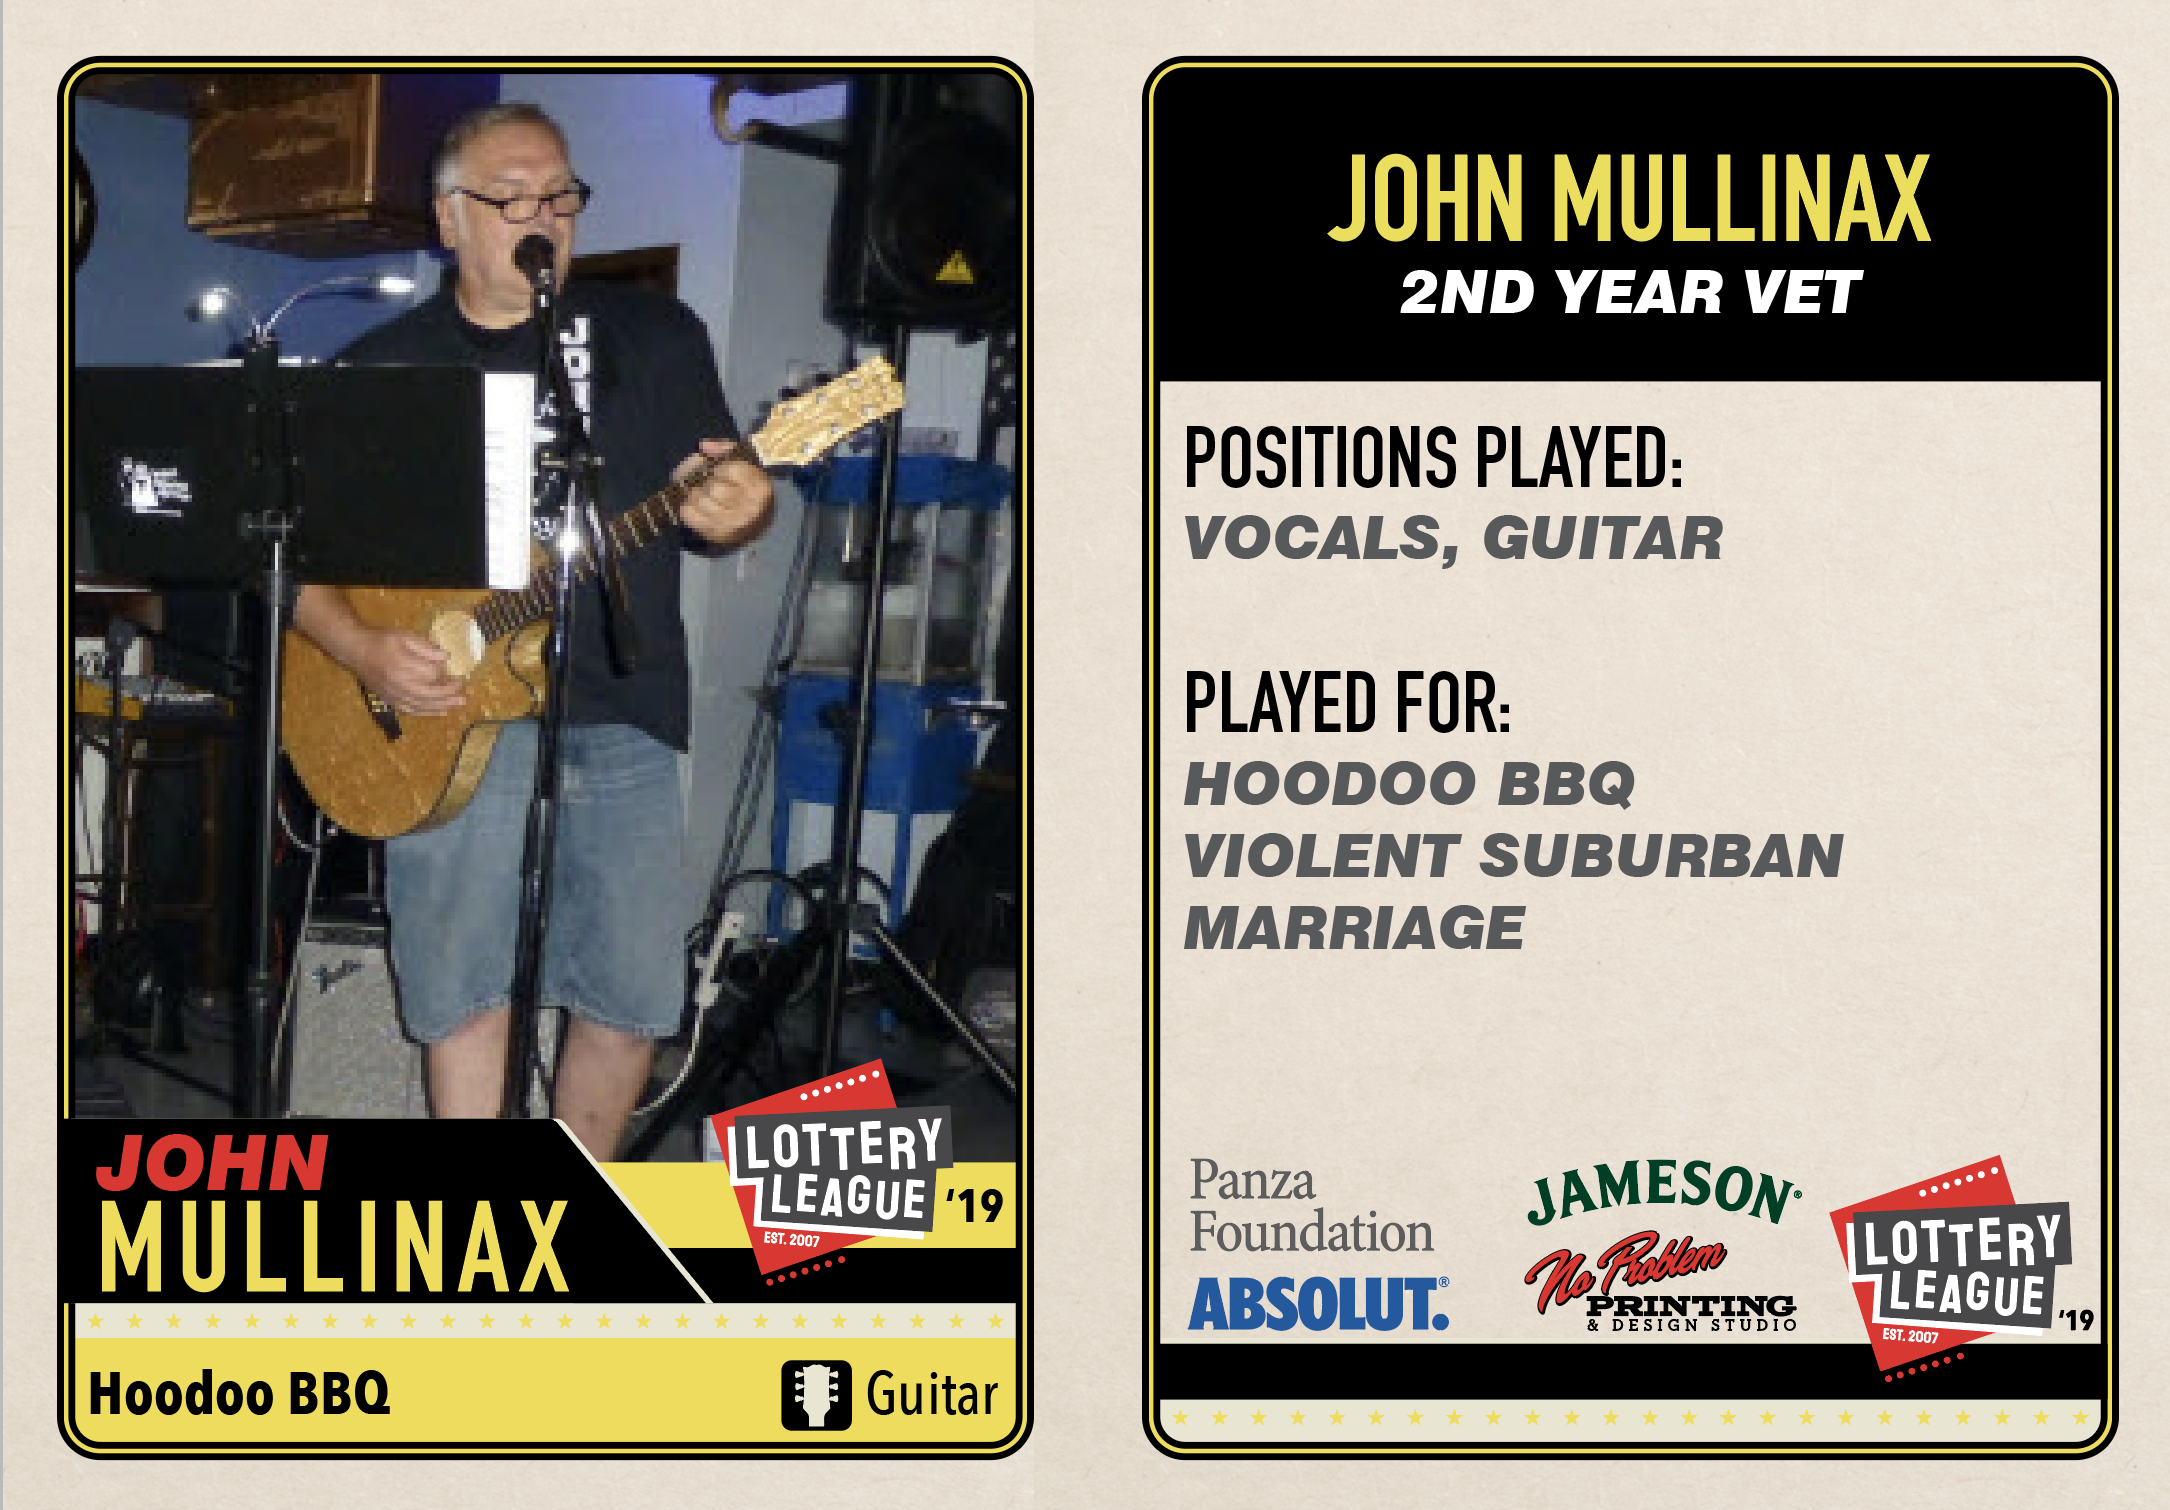 JOHN
MULLINAX
LOTTERY
LEAGUE
EST. 2007
'19
Hoodoo BBQ
Guitar
JOHN MULLINAX
2ND YEAR VET
POSITIONS PLAYED:
VOCALS, GUITAR
PLAYED FOR:
HOODOO BBQ
VIOLENT SUBURBAN
MARRIAGE
Panza
Foundation
ABSOLUT.®
JAMESON®
No Problem
PRINTING
& DESIGN STUDIO
LOTTERY
LEAGUE
EST. 2007
'19